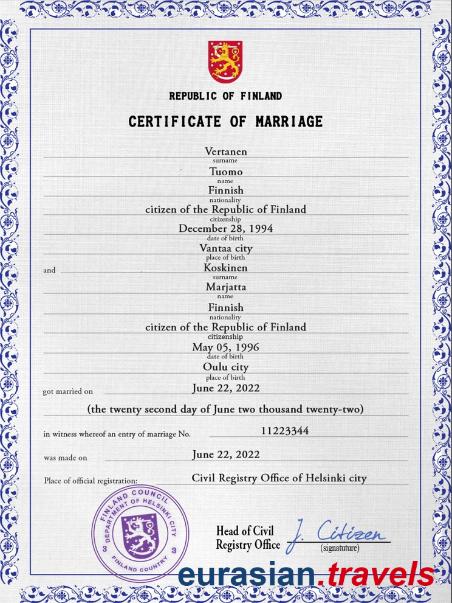 REPUBLIC OF FINLAND
CERTIFICATE OF MARRIAGE
Vertanen
surname
Tuomo
name
Finnish
nationality
citizen of the Republic of Finland
citizenship
December 28, 1994
date of birth
Vantaa city
place of birth
and Koskinen
surname
Marjatta
name
Finnish
nationality
citizen of the Republic of Finland
citizenship
May 05, 1996
date of birth
Oulu city
place of birth
got married on June 22, 2022
(the twenty second day of June two thousand twenty-two)
in witness whereof an entry of marriage No. 11223344
was made on June 22, 2022
Place of official registration: Civil Registry Office of Helsinki city
FINLAND COUNCIL
DEPARTMENT OF HELSINKI CITY
3 3
FINLAND COUNTRY
Head of Civil
Registry Office J. Citizen
(signatuture)
eurasian.travels